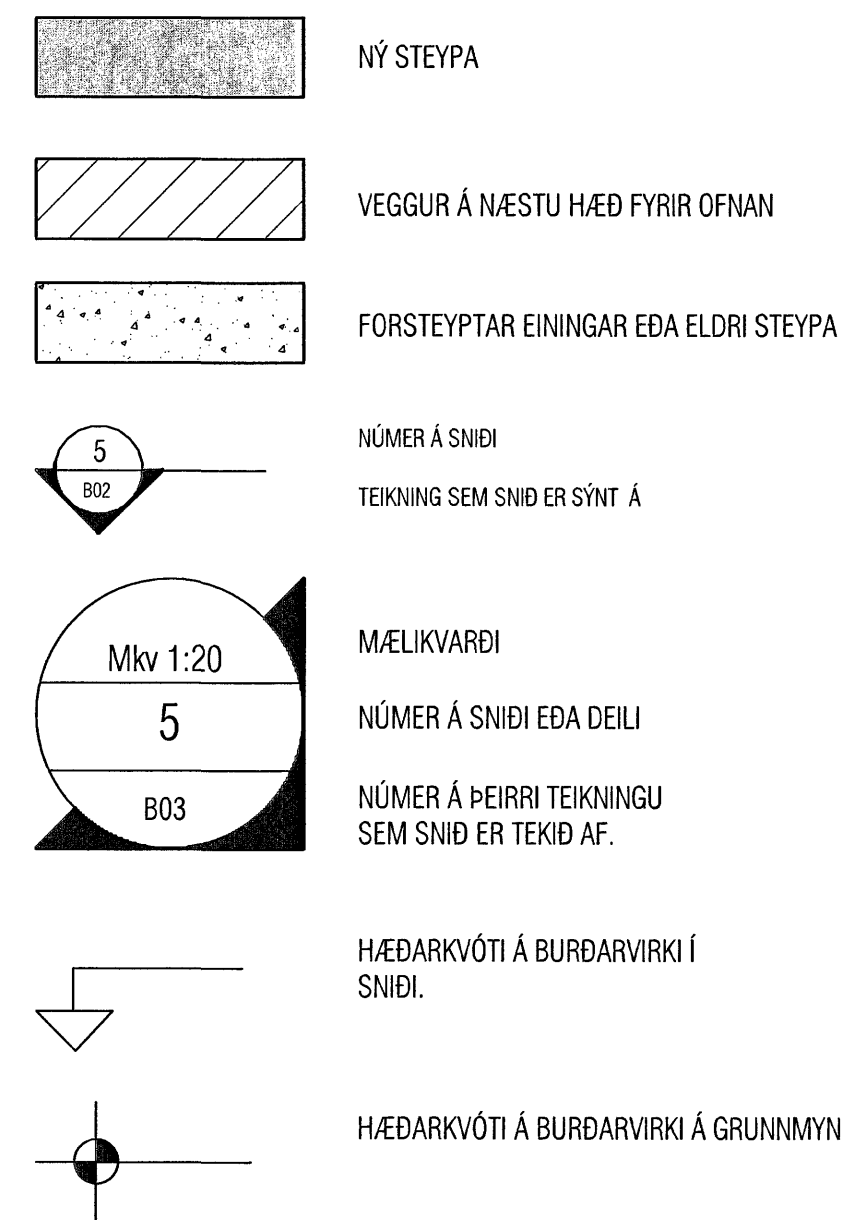 NÝ STEYPA
VEGGUR Á NÆSTU HÆÐ FYRIR OFNAN
FORSTEYPTAR EININGAR EÐA ELDRI STEYPA
5
B02
NÚMER Á SNIÐI
TEIKNING SEM SNIÐ ER SÝNT Á
Mkv 1:20
MÆLIKVARÐI
5
NÚMER Á SNIÐI EÐA DEILI
B03
NÚMER Á ÞEIRRI TEIKNINGU
SEM SNIÐ ER TEKIÐ AF.
HÆÐARKVÓTI Á BURÐARVIRKI Í
SNIÐI.
HÆÐARKVÓTI Á BURÐARVIRKI Á GRUNNMYN